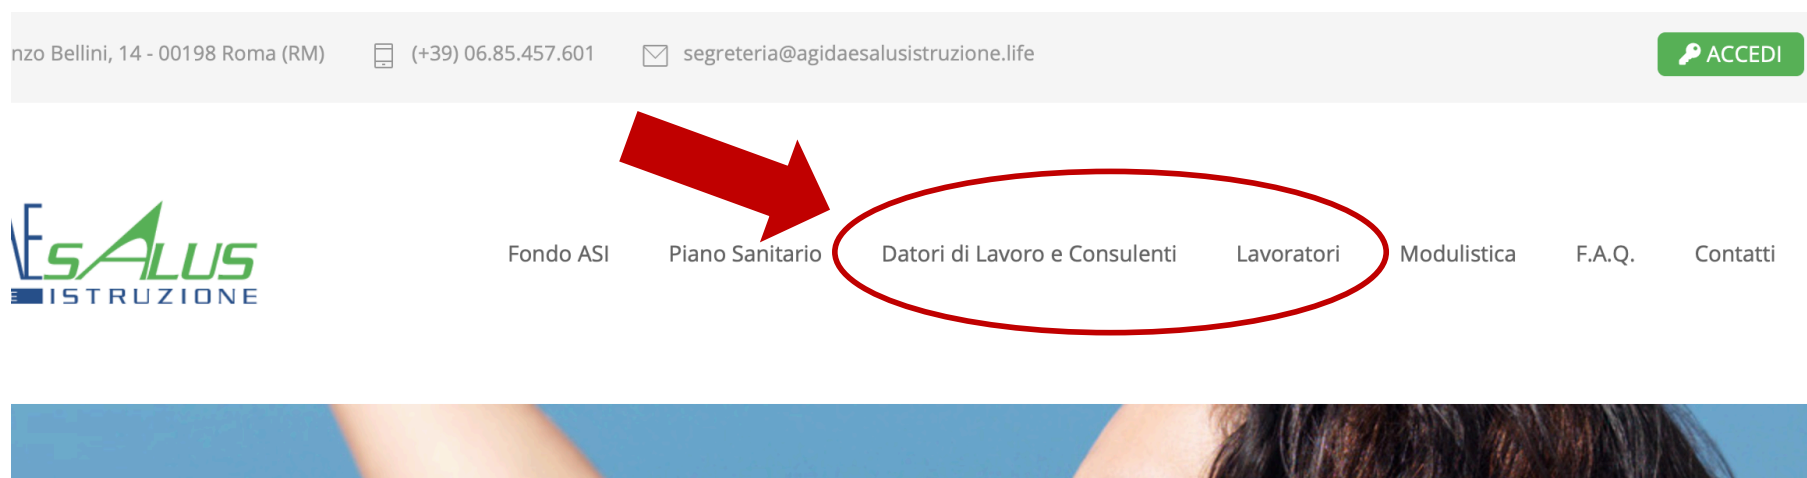 nzo Bellini, 14 - 00198 Roma (RM) (+39) 06.85.457.601 segreteria@agidaesalusistruzione.life ACCEDI
ESALUS
ISTRUZIONE
Fondo ASI Piano Sanitario Datori di Lavoro e Consulenti Lavoratori Modulistica F.A.Q. Contatti